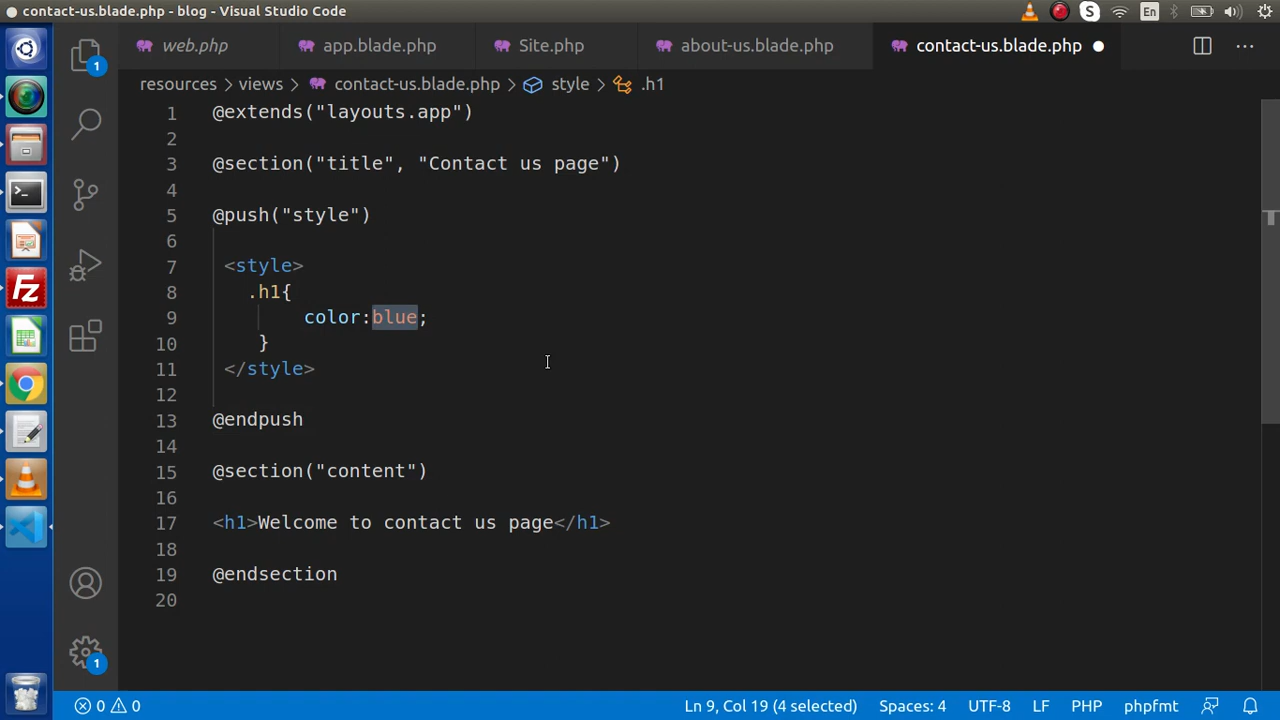 contact-us.blade.php - blog - Visual Studio Code
En
web.php
app.blade.php
Site.php
about-us.blade.php
contact-us.blade.php
resources > views > contact-us.blade.php > style > .h1
1 @extends("layouts.app")
2
3 @section("title", "Contact us page")
4
5 @push("style")
6
7 <style>
8 .h1{
9 color:blue;
10 }
11 </style>
12
13 @endpush
14
15 @section("content")
16
17 <h1>Welcome to contact us page</h1>
18
19 @endsection
20
1
1
0 0
Ln 9, Col 19 (4 selected)
Spaces: 4
UTF-8
LF
PHP
phpfmt